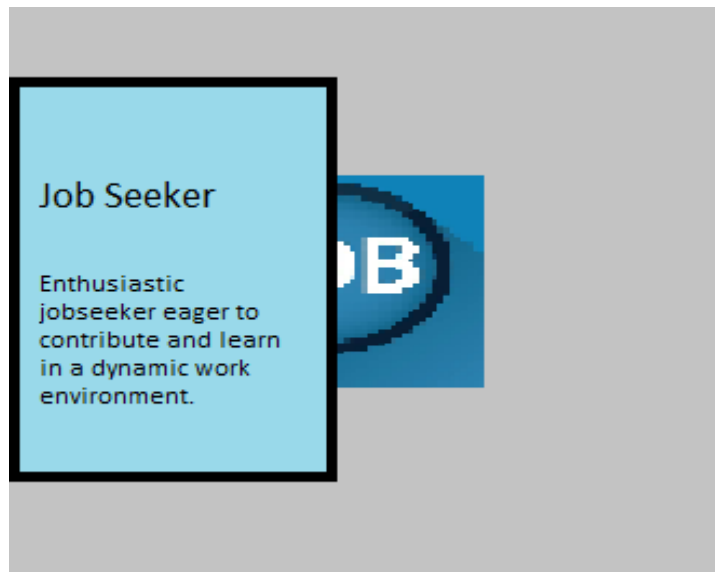 Job Seeker
Enthusiastic
jobseeker eager to
contribute and learn
in a dynamic work
environment.